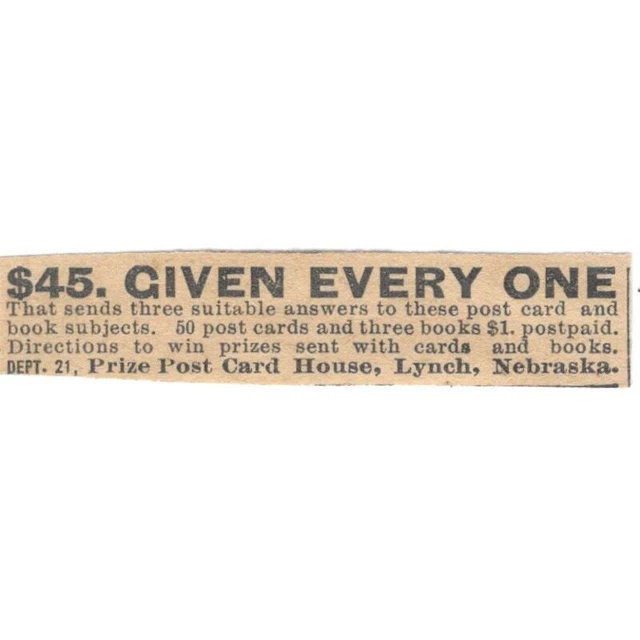 $45. GIVEN EVERY ONE
That sends three suitable answers to these post card and
book subjects. 50 post cards and three books $1. postpaid.
Directions to win prizes sent with cards and books.
DEPT. 21, Prize Post Card House, Lynch, Nebraska.